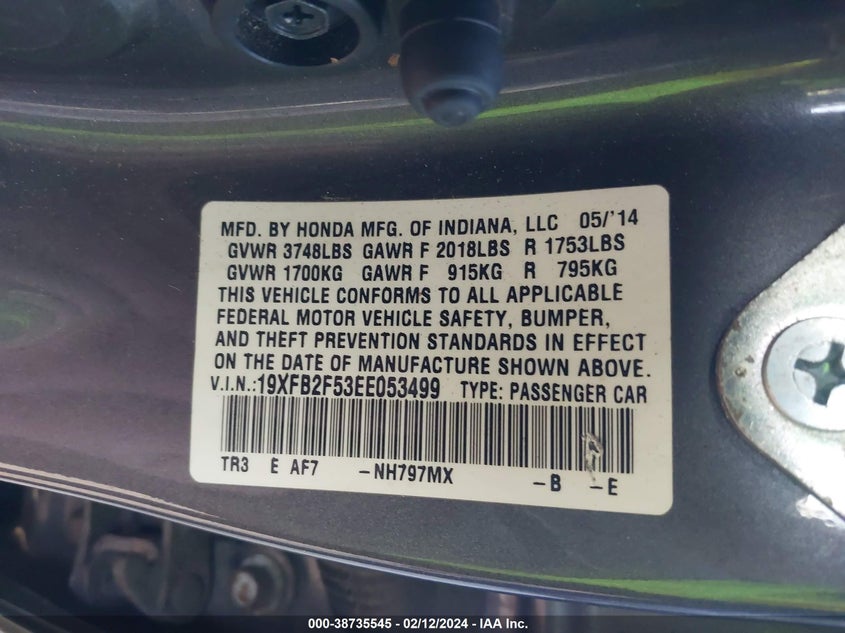 MFD. BY HONDA MFG. OF INDIANA, LLC 05/'14
GVWR 3748LBS GAWR F 2018LBS R 1753LBS
GVWR 1700KG GAWR F 915KG R 795KG
THIS VEHICLE CONFORMS TO ALL APPLICABLE
FEDERAL MOTOR VEHICLE SAFETY, BUMPER,
AND THEFT PREVENTION STANDARDS IN EFFECT
ON THE DATE OF MANUFACTURE SHOWN ABOVE.
V.I.N.:19XFB2F53EE053499 TYPE: PASSENGER CAR
TR3 E AF7 -NH797MX -B -E
000-38735545 - 02/12/2024 - IAA Inc.